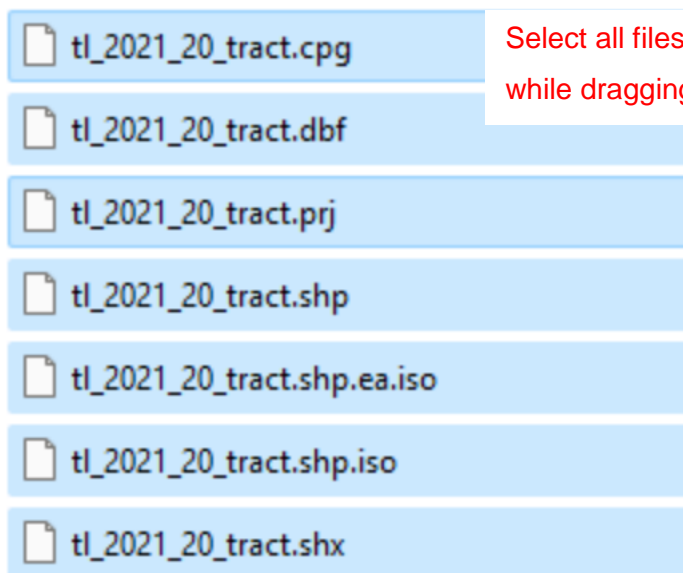 tl_2021_20_tract.cpg
Select all files
while dragging
tl_2021_20_tract.dbf
tl_2021_20_tract.prj
tl_2021_20_tract.shp
tl_2021_20_tract.shp.ea.iso
tl_2021_20_tract.shp.iso
tl_2021_20_tract.shx